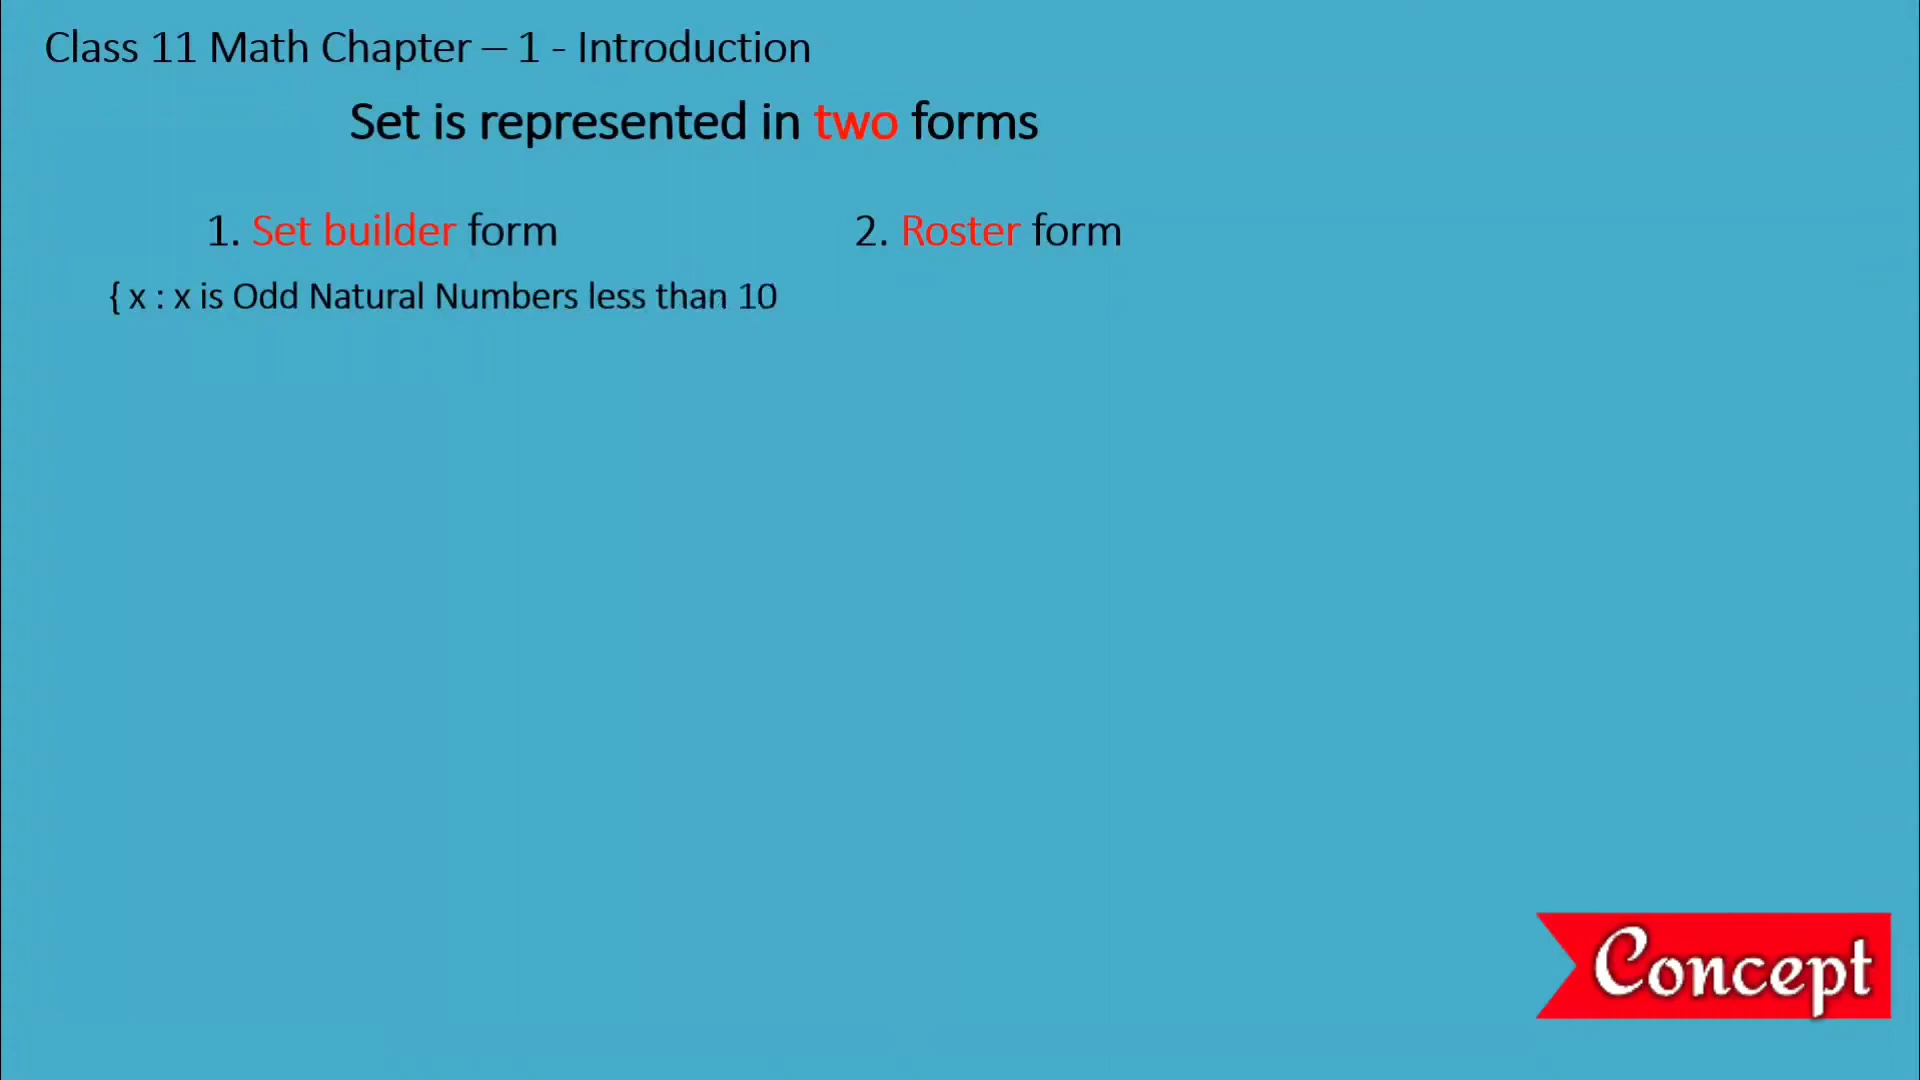 Class 11 Math Chapter – 1 - Introduction
Set is represented in two forms
1. Set builder form
2. Roster form
{ x : x is Odd Natural Numbers less than 10
Concept